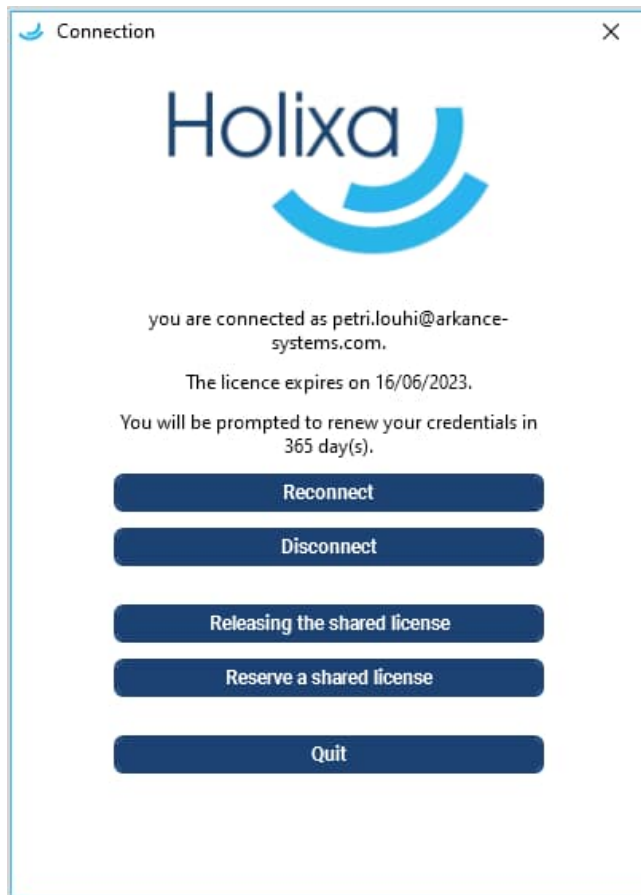 Connection
Holixa
you are connected as petri.louhi@arkance-
systems.com.
The licence expires on 16/06/2023.
You will be prompted to renew your credentials in
365 day(s).
Reconnect
Disconnect
Releasing the shared license
Reserve a shared license
Quit